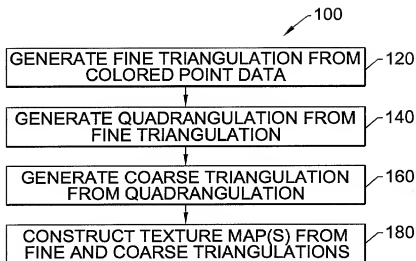 100
GENERATE FINE TRIANGULATION FROM
COLORED POINT DATA
120
GENERATE QUADRANGULATION FROM
FINE TRIANGULATION
140
GENERATE COARSE TRIANGULATION
FROM QUADRANGULATION
160
CONSTRUCT TEXTURE MAP(S) FROM
FINE AND COARSE TRIANGULATIONS
180